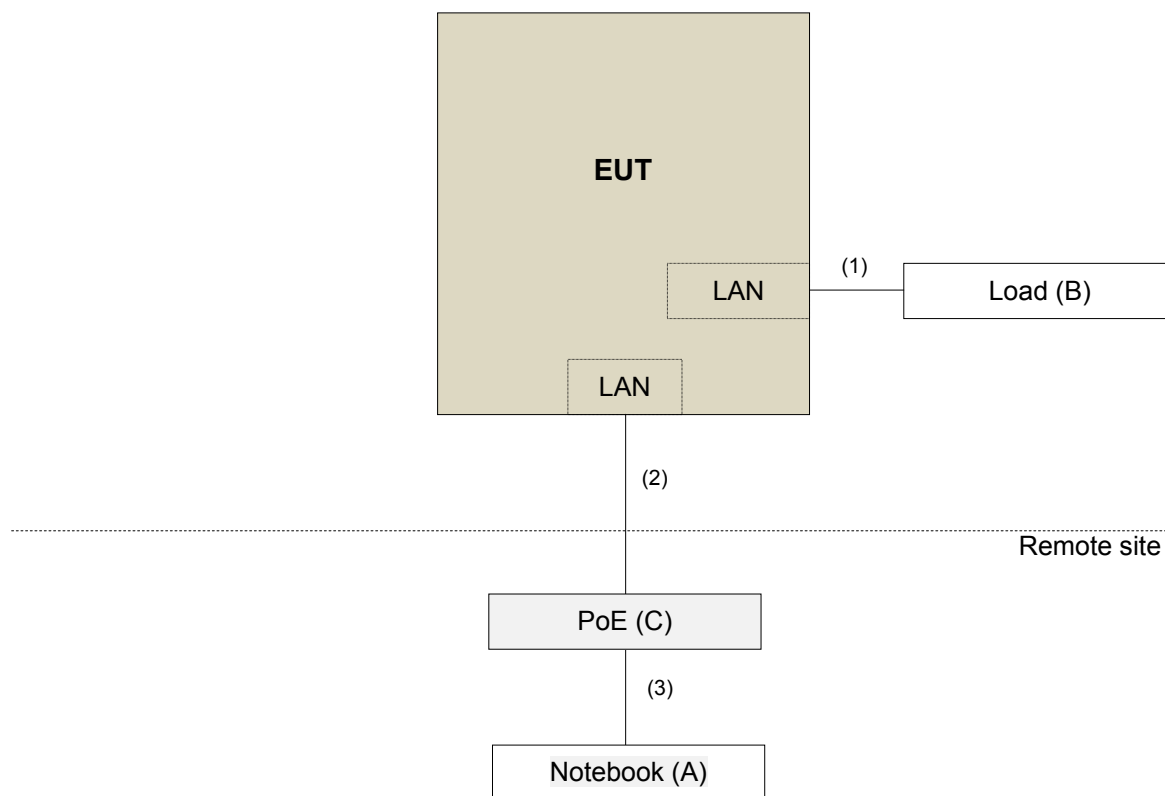 EUT
(1)
LAN
Load (B)
LAN
(2)
Remote site
PoE (C)
(3)
Notebook (A)